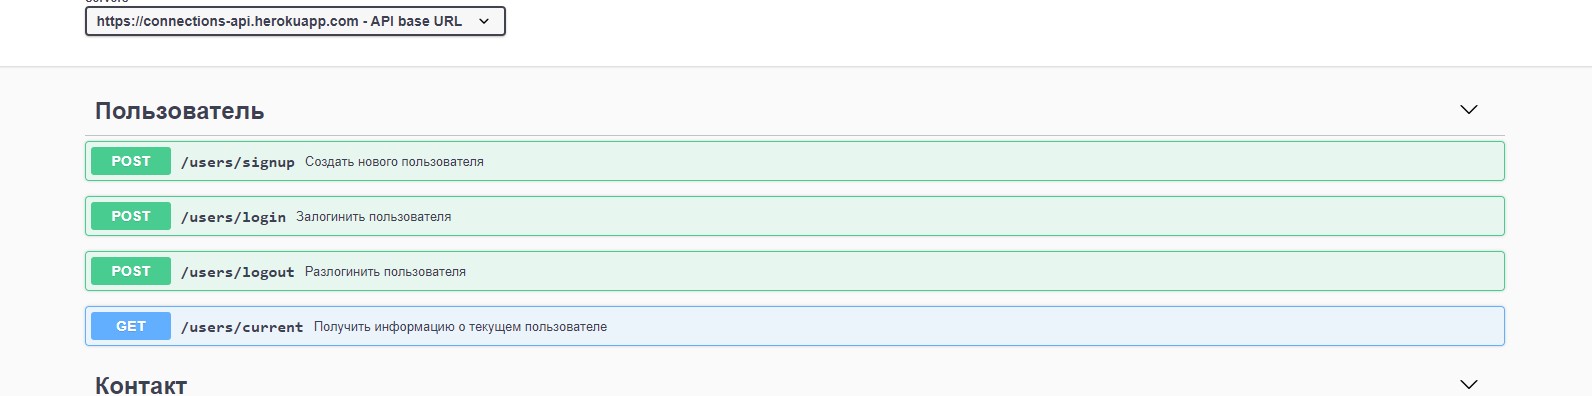 Servers
https://connections-api.herokuapp.com - API base URL
Пользователь
POST /users/signup Создать нового пользователя
POST /users/login Залогинить пользователя
POST /users/logout Разлогинить пользователя
GET /users/current Получить информацию о текущем пользователе
Контакт